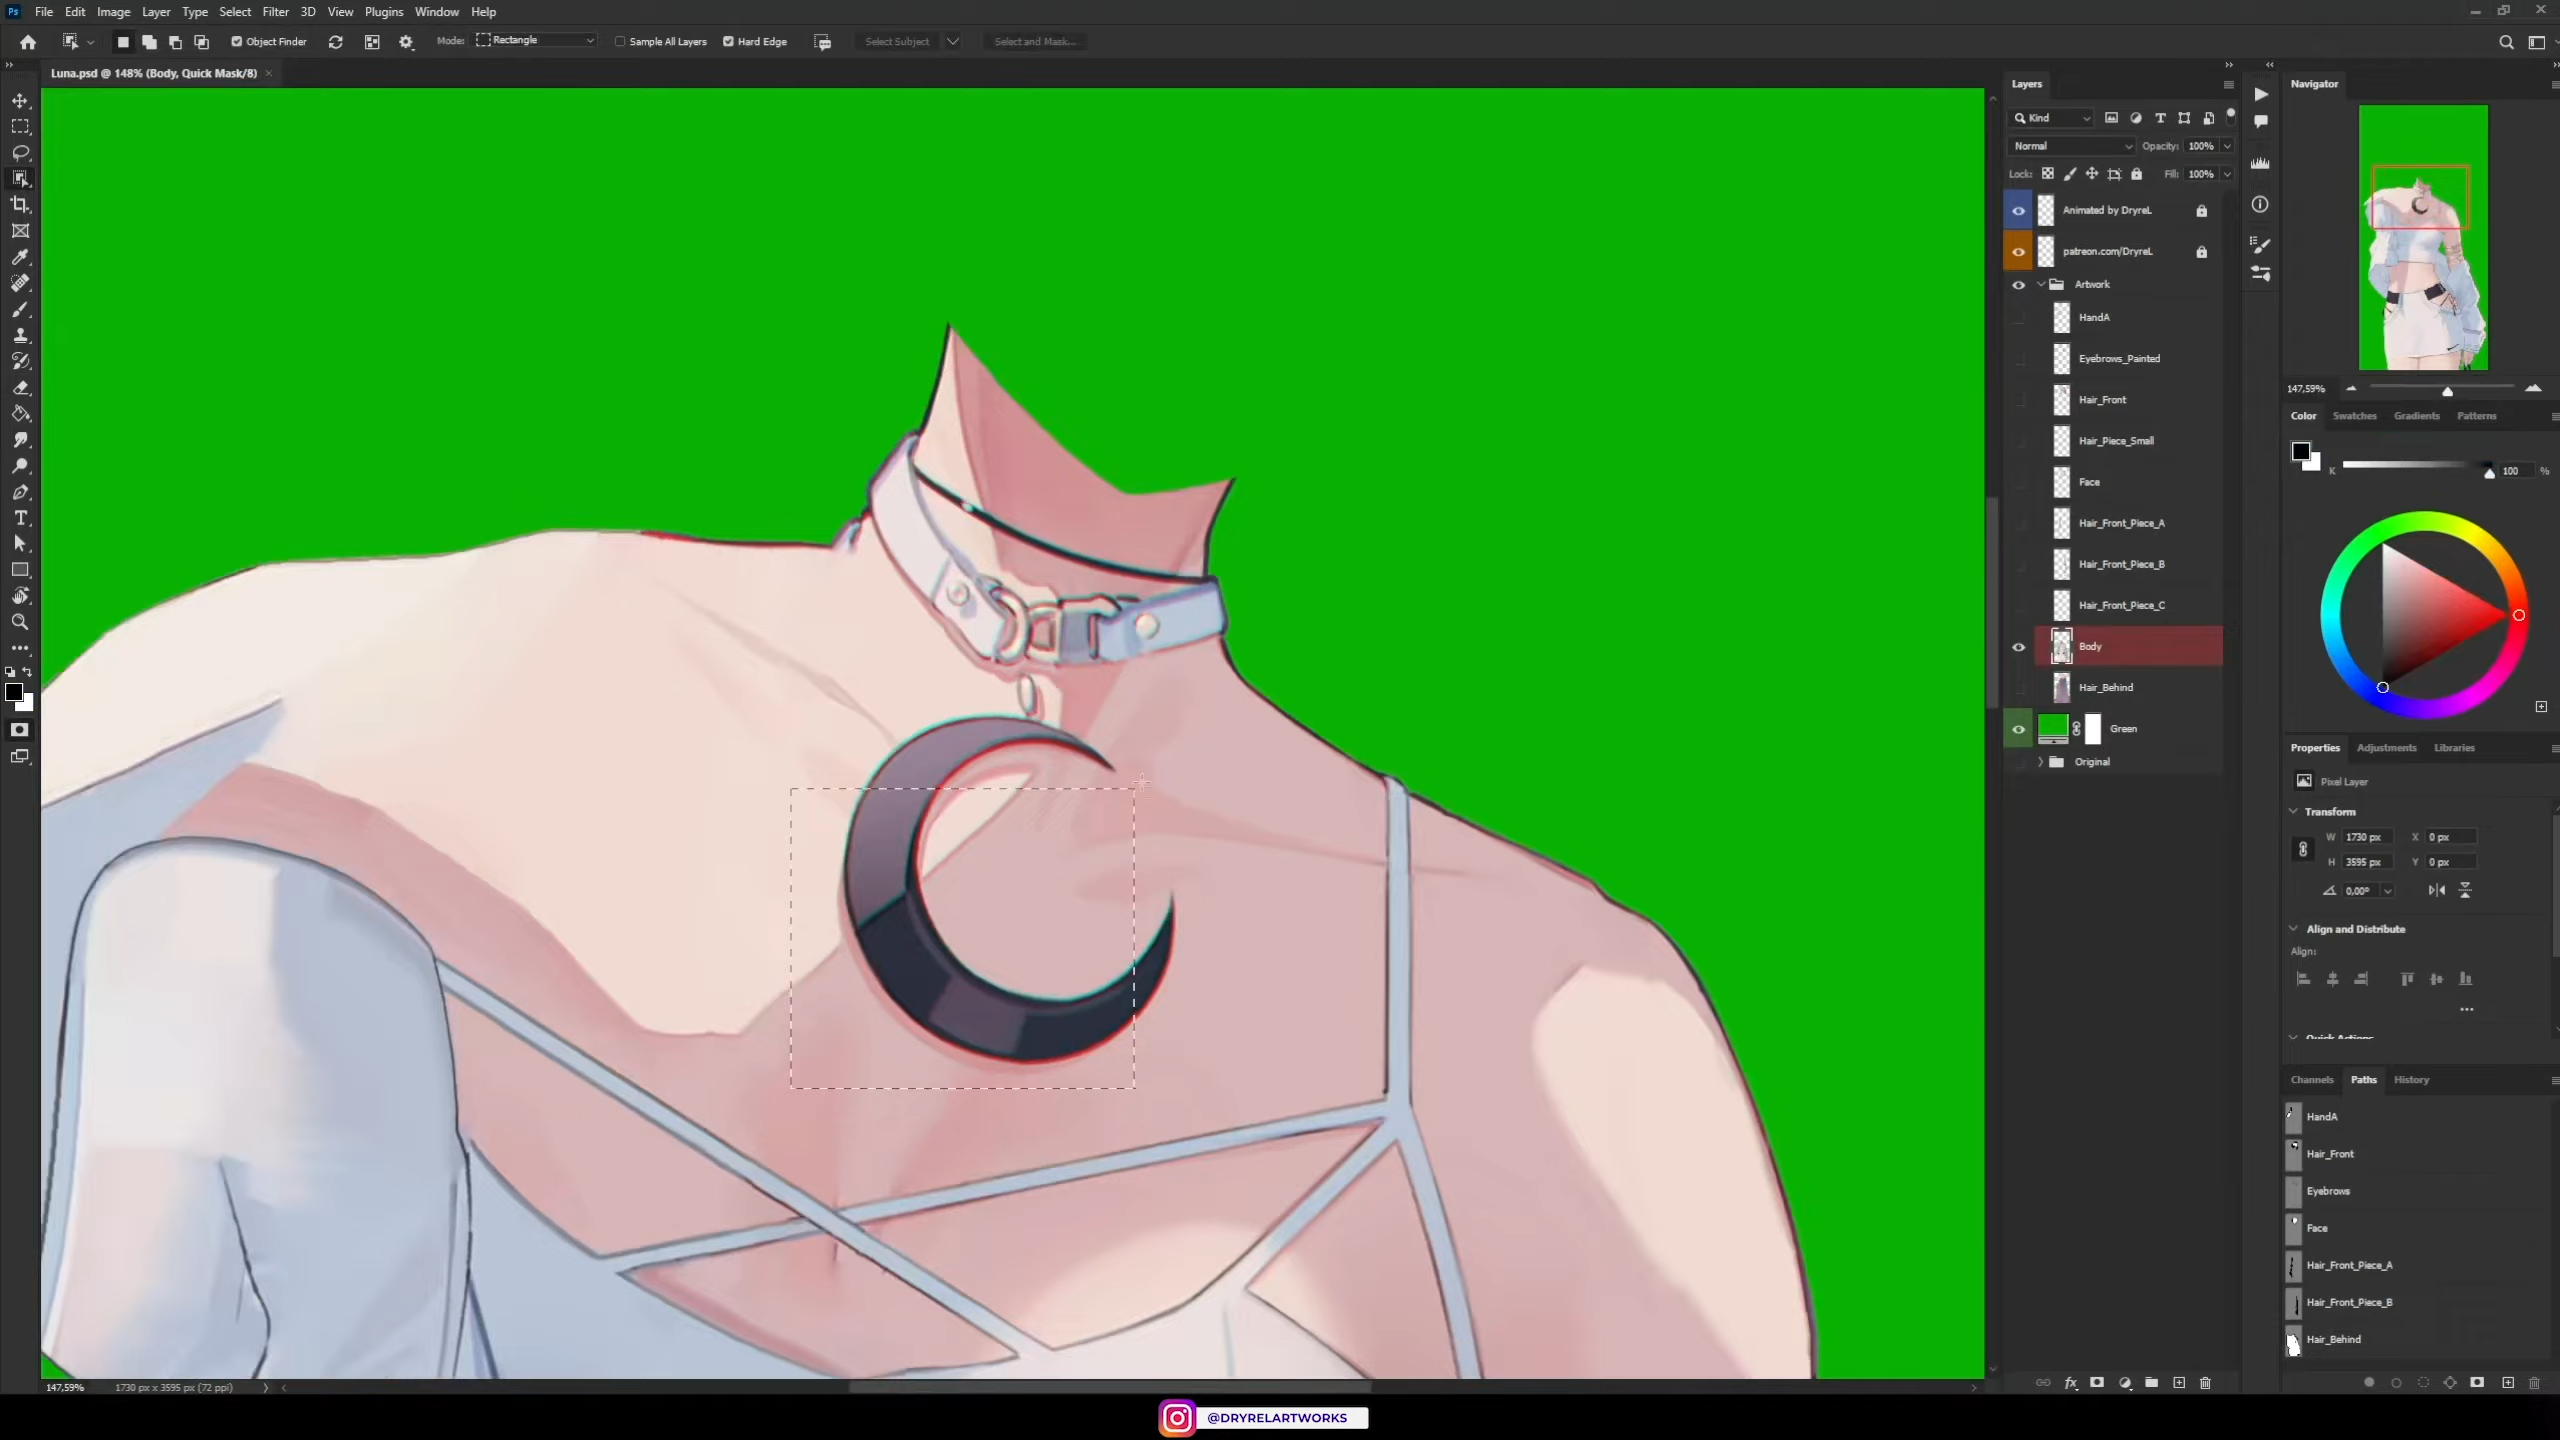 Ps File Edit Image Layer Type Select Filter 3D View Plugins Window Help
Object Finder Mode: Rectangle Sample All Layers Hard Edge Select Subject Select and Mask...
Luna.psd @ 148% (Body, Quick Mask/8)
Layers
Kind
Normal Opacity: 100%
Lock: Fill: 100%
Animated by DryreL
patreon.com/DryreL
Artwork
HandA
Eyebrows_Painted
Hair_Front
Hair_Piece_Small
Face
Hair_Front_Piece_A
Hair_Front_Piece_B
Hair_Front_Piece_C
Body
Hair_Behind
Green
Original
fx
Navigator
147,59%
Color Swatches Gradients Patterns
K 100 %
Properties Adjustments Libraries
Pixel Layer
Transform
W 1730 px X 0 px
H 3595 px Y 0 px
0,00°
Align and Distribute
Align:
Quick Actions
Channels Paths History
HandA
Hair_Front
Eyebrows
Face
Hair_Front_Piece_A
Hair_Front_Piece_B
Hair_Behind
147,59% 1730 px x 3595 px (72 ppi)
@DRYRELARTWORKS